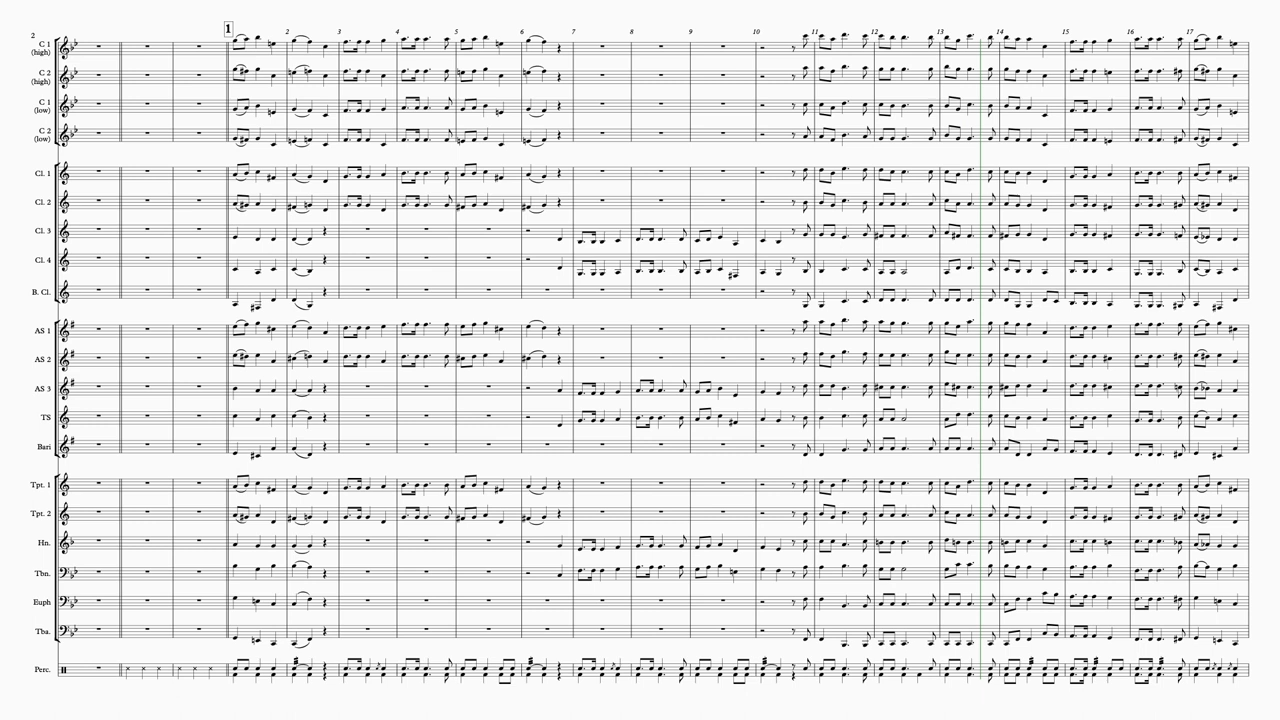 2
1
2 3 4 5 6 7 8 9 10 11 12 13 14 15 16 17
C 1
(high)
C 2
(high)
C 1
(low)
C 2
(low)
Cl. 1
Cl. 2
Cl. 3
Cl. 4
B. Cl.
AS 1
AS 2
AS 3
TS
Bari
Tpt. 1
Tpt. 2
Hn.
Tbn.
Euph
Tba.
Perc.